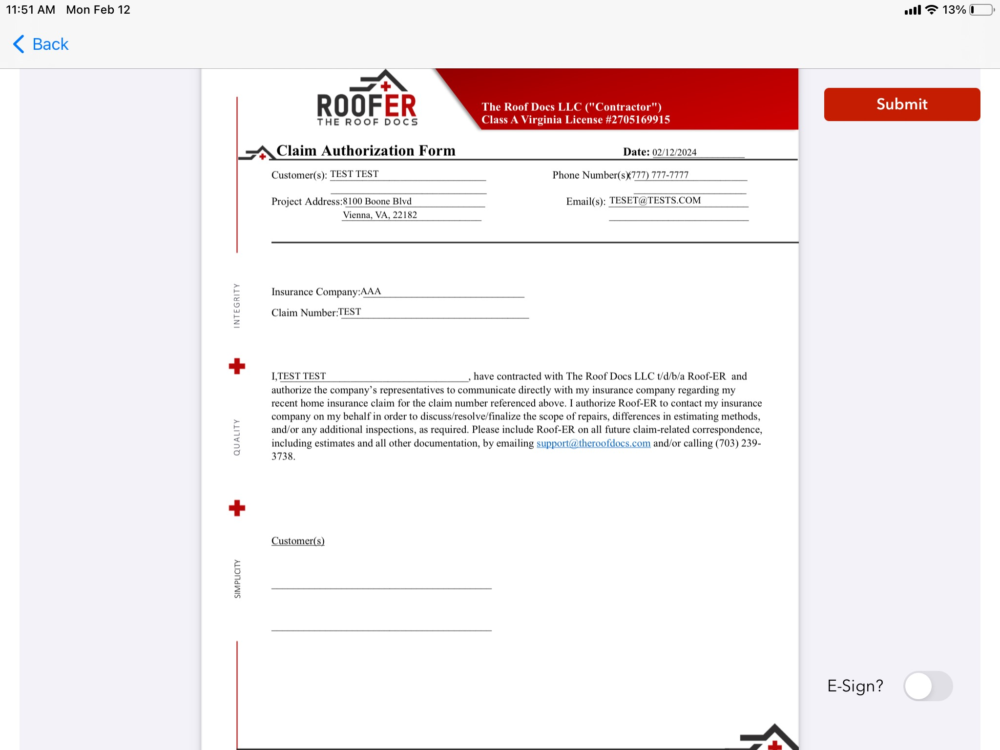 11:51 AM Mon Feb 12
13%
Back
ROOFER
THE ROOF DOCS
The Roof Docs LLC ("Contractor")
Class A Virginia License #2705169915
Submit
Claim Authorization Form Date: 02/12/2024
Customer(s): TEST TEST Phone Number(s)(777) 777-7777
Project Address:8100 Boone Blvd Email(s): TESET@TESTS.COM
Vienna, VA, 22182
INTEGRITY
Insurance Company:AAA
Claim Number:TEST
I,TEST TEST, have contracted with The Roof Docs LLC t/d/b/a Roof-ER and
authorize the company’s representatives to communicate directly with my insurance company regarding my
recent home insurance claim for the claim number referenced above. I authorize Roof-ER to contact my insurance
company on my behalf in order to discuss/resolve/finalize the scope of repairs, differences in estimating methods,
and/or any additional inspections, as required. Please include Roof-ER on all future claim-related correspondence,
including estimates and all other documentation, by emailing support@theroofdocs.com and/or calling (703) 239-
3738.
QUALITY
Customer(s)
SIMPLICITY
E-Sign?